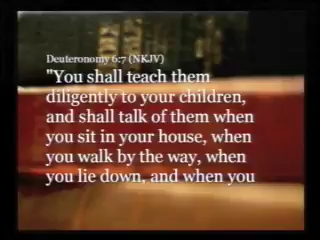 Deuteronomy 6:7 (NKJV)
"You shall teach them
diligently to your children,
and shall talk of them when
you sit in your house, when
you walk by the way, when
you lie down, and when you